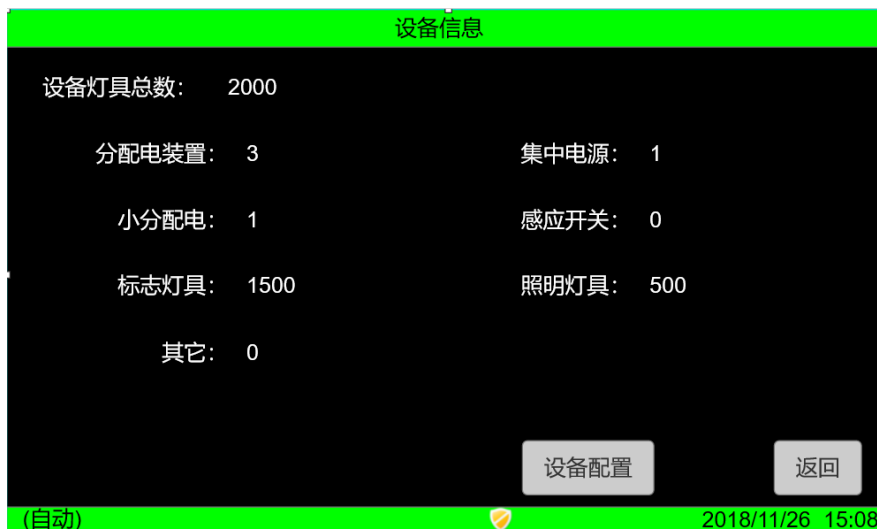 设备信息
设备灯具总数： 2000
分配电装置： 3 集中电源： 1
小分配电： 1 感应开关： 0
标志灯具： 1500 照明灯具： 500
其它： 0
设备配置 返回
(自动) 2018/11/26 15:08